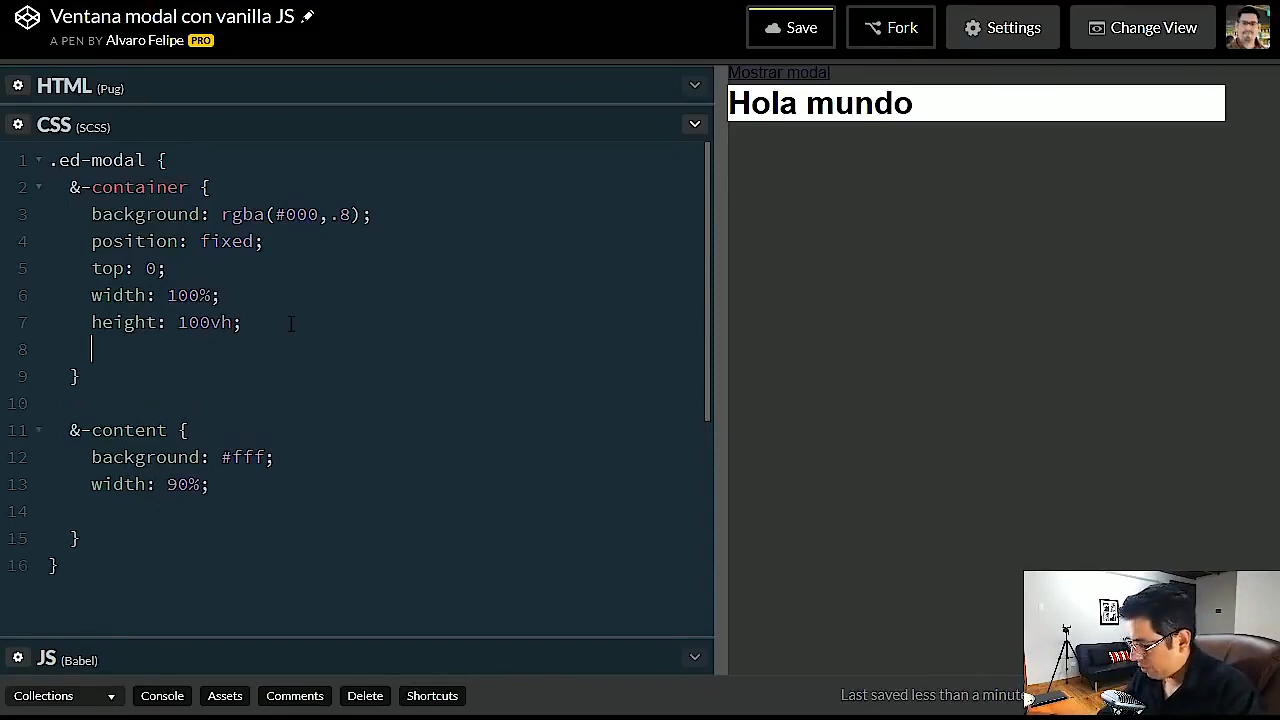 Ventana modal con vanilla JS
A PEN BY Alvaro Felipe PRO
Save
Fork
Settings
Change View
HTML (Pug)
CSS (SCSS)
1 .ed-modal {
2 &-container {
3 background: rgba(#000,.8);
4 position: fixed;
5 top: 0;
6 width: 100%;
7 height: 100vh;
8
9 }
10
11 &-content {
12 background: #fff;
13 width: 90%;
14
15 }
16 }
JS (Babel)
Mostrar modal
Hola mundo
Collections
Console
Assets
Comments
Delete
Shortcuts
Last saved less than a minute